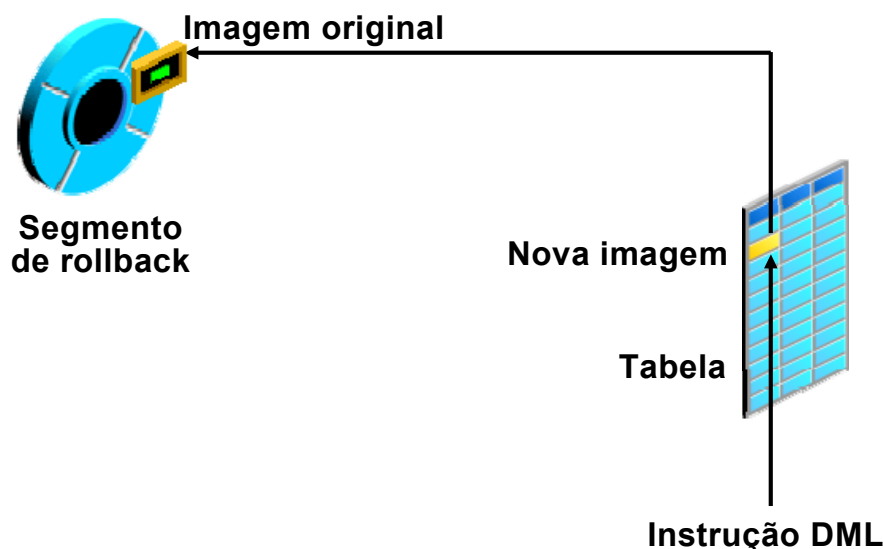 Imagem original
Segmento
de rollback
Nova imagem
Tabela
Instrução DML